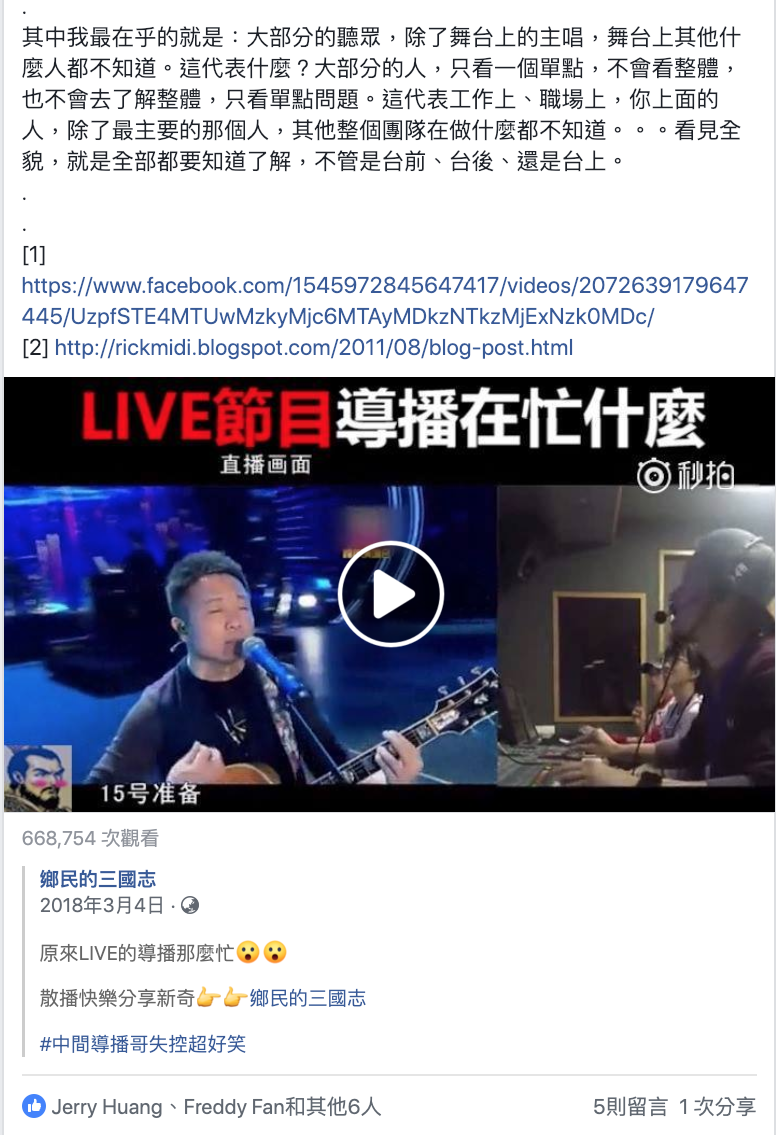 .
其中我最在乎的就是：大部分的聽眾，除了舞台上的主唱，舞台上其他什
麼人都不知道。這代表什麼？大部分的人，只看一個單點，不會看整體，
也不會去了解整體，只看單點問題。這代表工作上、職場上，你上面的
人，除了最主要的那個人，其他整個團隊在做什麼都不知道。。。看見全
貌，就是全部都要知道了解，不管是台前、台後、還是台上。
.
.
[1]
https://www.facebook.com/1545972845647417/videos/2072639179647
445/UzpfSTE4MTUwMzkyMjc6MTAyMDkzNTkzMjExNzk0MDc/
[2] http://rickmidi.blogspot.com/2011/08/blog-post.html
LIVE節目導播在忙什麼
直播画面
秒拍
15号准备
668,754 次觀看
鄉民的三國志
2018年3月4日 ·
原來LIVE的導播那麼忙😮😮
散播快樂分享新奇👉👉鄉民的三國志
#中間導播哥失控超好笑
Jerry Huang、Freddy Fan和其他6人
5則留言 1 次分享